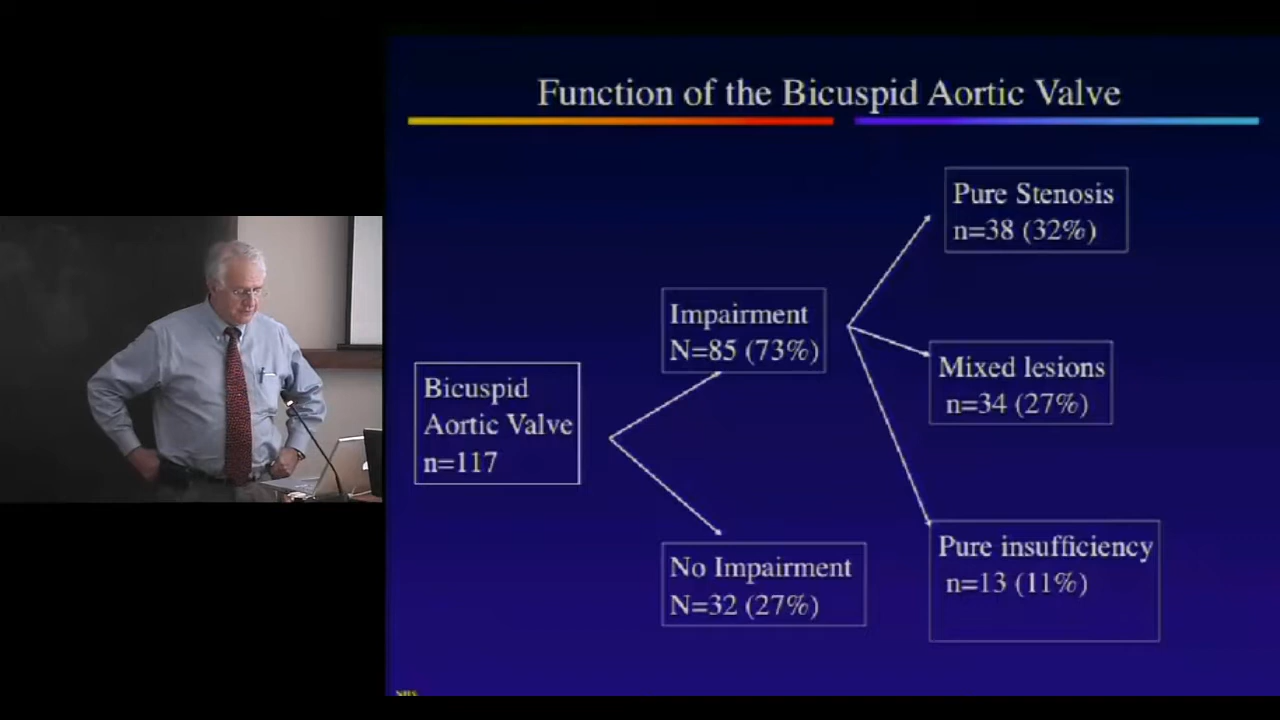 Function of the Bicuspid Aortic Valve
Pure Stenosis
n=38 (32%)
Impairment
N=85 (73%)
Mixed lesions
n=34 (27%)
Bicuspid
Aortic Valve
n=117
Pure insufficiency
n=13 (11%)
No Impairment
N=32 (27%)